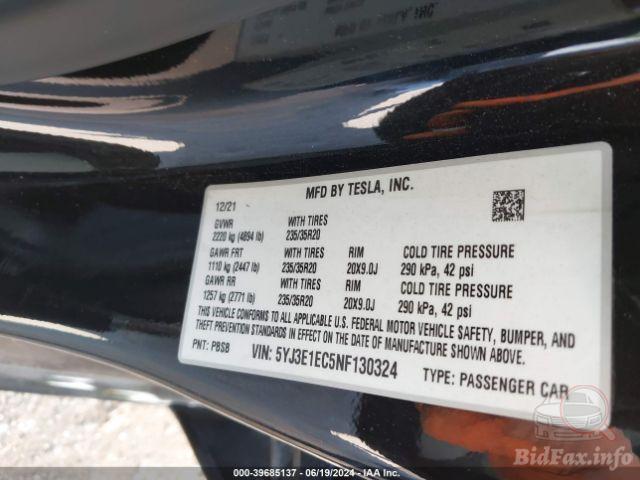 MFD BY TESLA, INC.
12/21
GVWR WITH TIRES
2220 kg (4894 lb) 235/35R20
GAWR FRT WITH TIRES RIM COLD TIRE PRESSURE
1110 kg (2447 lb) 235/35R20 20X9.0J 290 kPa, 42 psi
GAWR RR WITH TIRES RIM COLD TIRE PRESSURE
1257 kg (2771 lb) 235/35R20 20X9.0J 290 kPa, 42 psi
THIS VEHICLE CONFORMS TO ALL APPLICABLE U.S. FEDERAL MOTOR VEHICLE SAFETY, BUMPER, AND
THEFT PREVENTION STANDARDS IN EFFECT ON THE DATE OF MANUFACTURE SHOWN ABOVE.
PNT: PBSB VIN: 5YJ3E1EC5NF130324 TYPE: PASSENGER CAR
BidFax.info
000-39685137 - 06/19/2024 - IAA Inc.